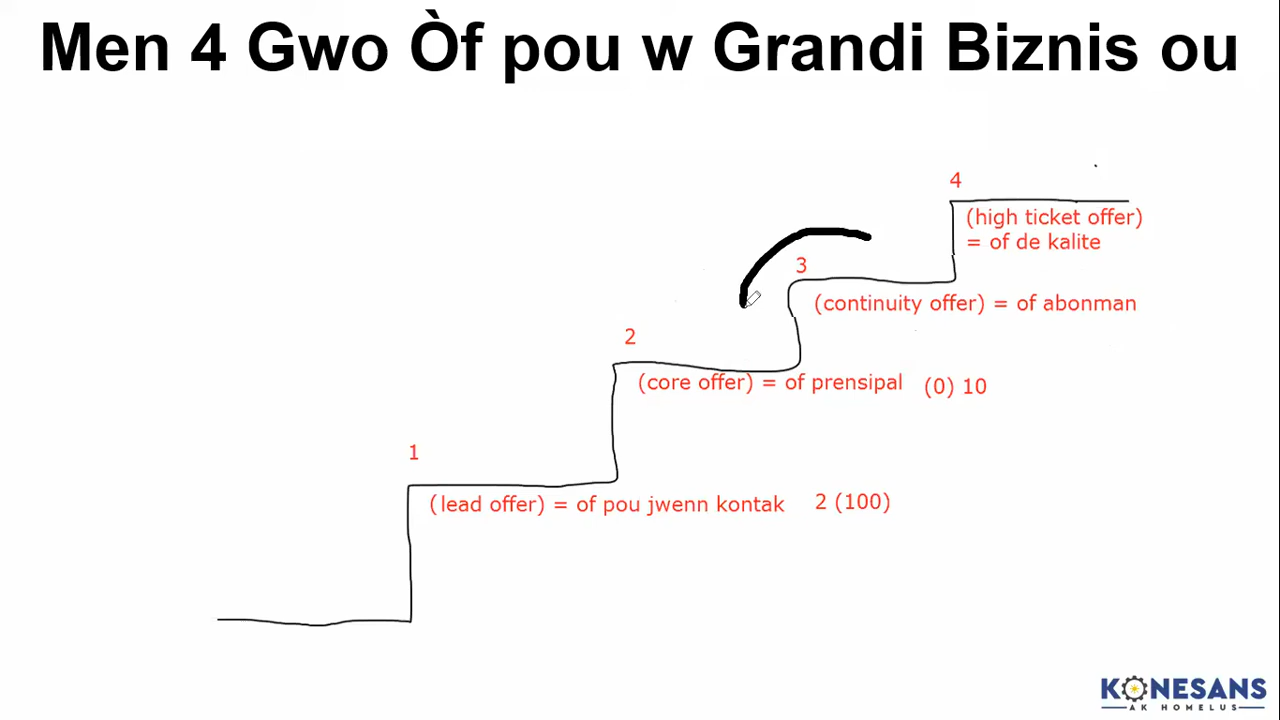 Men 4 Gwo Òf pou w Grandi Biznis ou
4
(high ticket offer)
= of de kalite
3
(continuity offer) = of abonman
2
(core offer) = of prensipal (0) 10
1
(lead offer) = of pou jwenn kontak 2 (100)
KONESANS
AK HOMELUS